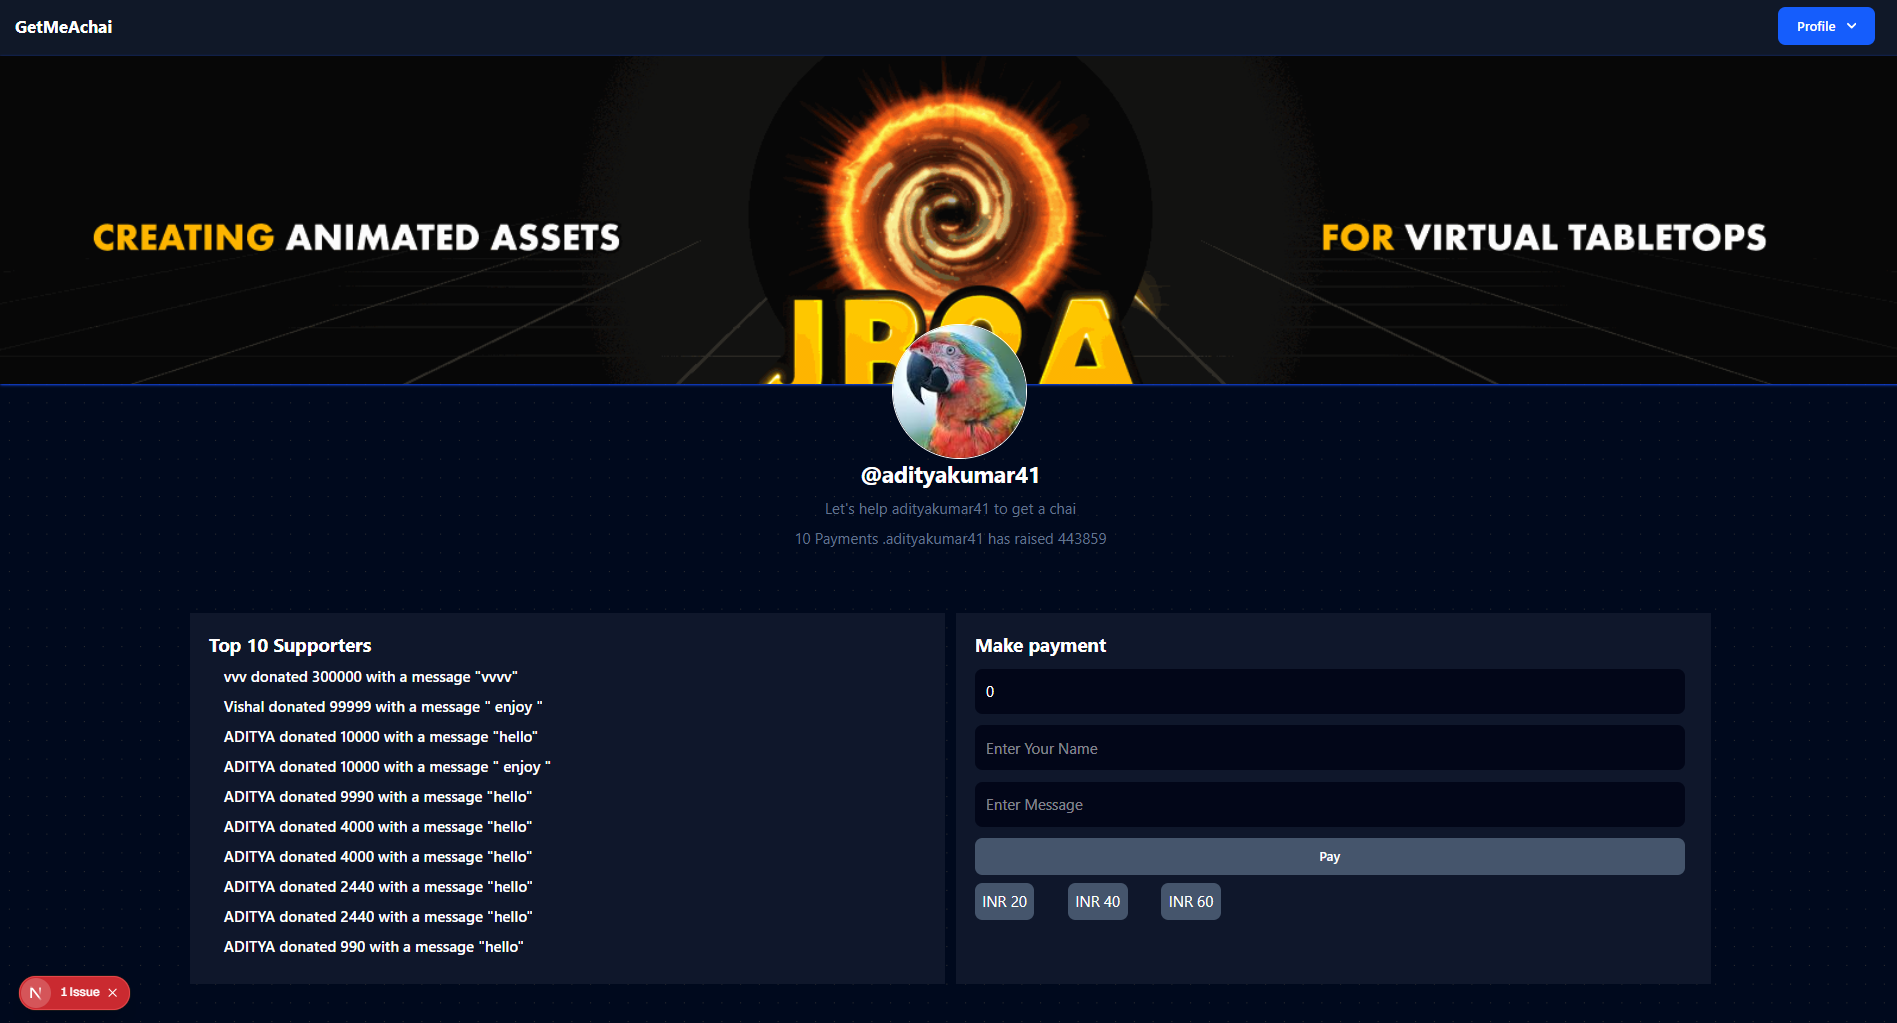 GetMeAchai
Profile
CREATING ANIMATED ASSETS
FOR VIRTUAL TABLETOPS
@adityakumar41
Let's help adityakumar41 to get a chai
10 Payments .adityakumar41 has raised 443859
Top 10 Supporters
vvv donated 300000 with a message "vvvv"
Vishal donated 99999 with a message " enjoy "
ADITYA donated 10000 with a message "hello"
ADITYA donated 10000 with a message " enjoy "
ADITYA donated 9990 with a message "hello"
ADITYA donated 4000 with a message "hello"
ADITYA donated 4000 with a message "hello"
ADITYA donated 2440 with a message "hello"
ADITYA donated 2440 with a message "hello"
ADITYA donated 990 with a message "hello"
Make payment
0
Enter Your Name
Enter Message
Pay
INR 20
INR 40
INR 60
N
1 Issue